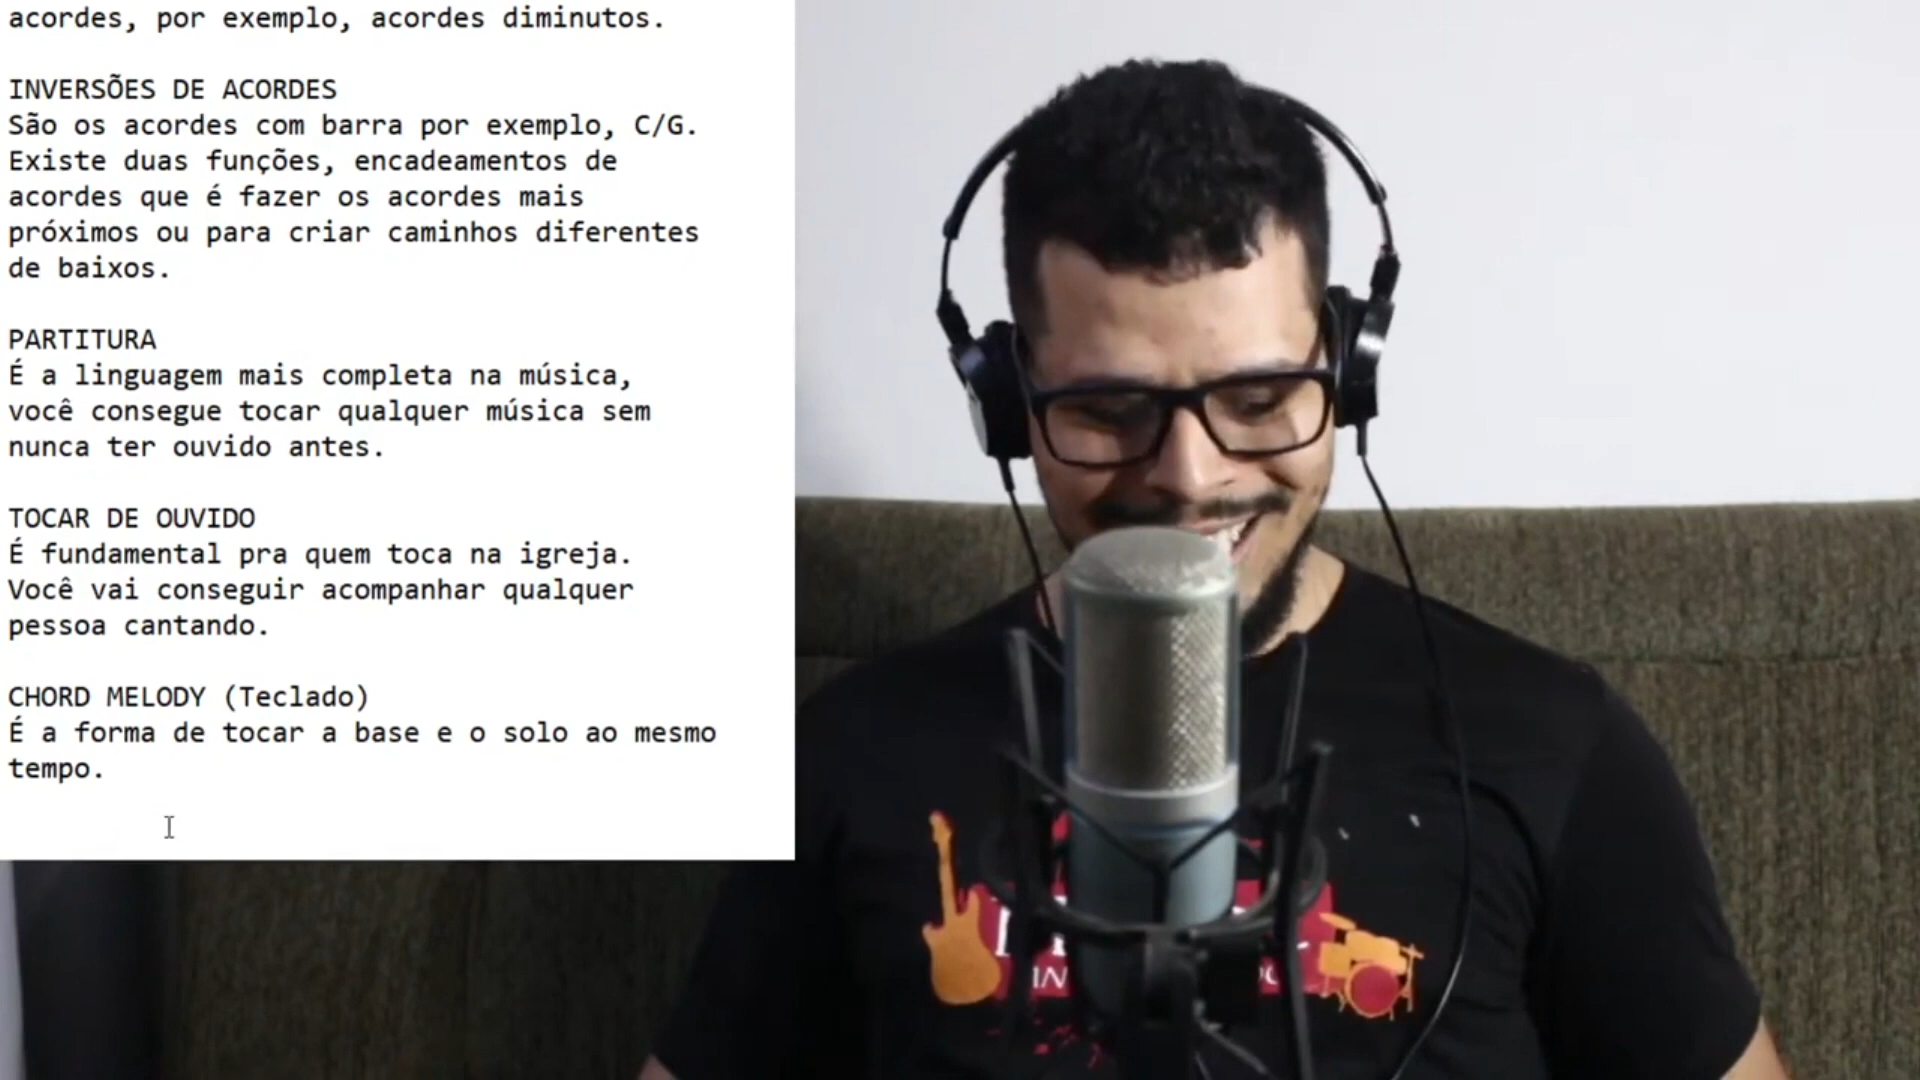 acordes, por exemplo, acordes diminutos.
INVERSÕES DE ACORDES
São os acordes com barra por exemplo, C/G.
Existe duas funções, encadeamentos de
acordes que é fazer os acordes mais
próximos ou para criar caminhos diferentes
de baixos.
PARTITURA
É a linguagem mais completa na música,
você consegue tocar qualquer música sem
nunca ter ouvido antes.
TOCAR DE OUVIDO
É fundamental pra quem toca na igreja.
Você vai conseguir acompanhar qualquer
pessoa cantando.
CHORD MELODY (Teclado)
É a forma de tocar a base e o solo ao mesmo
tempo.